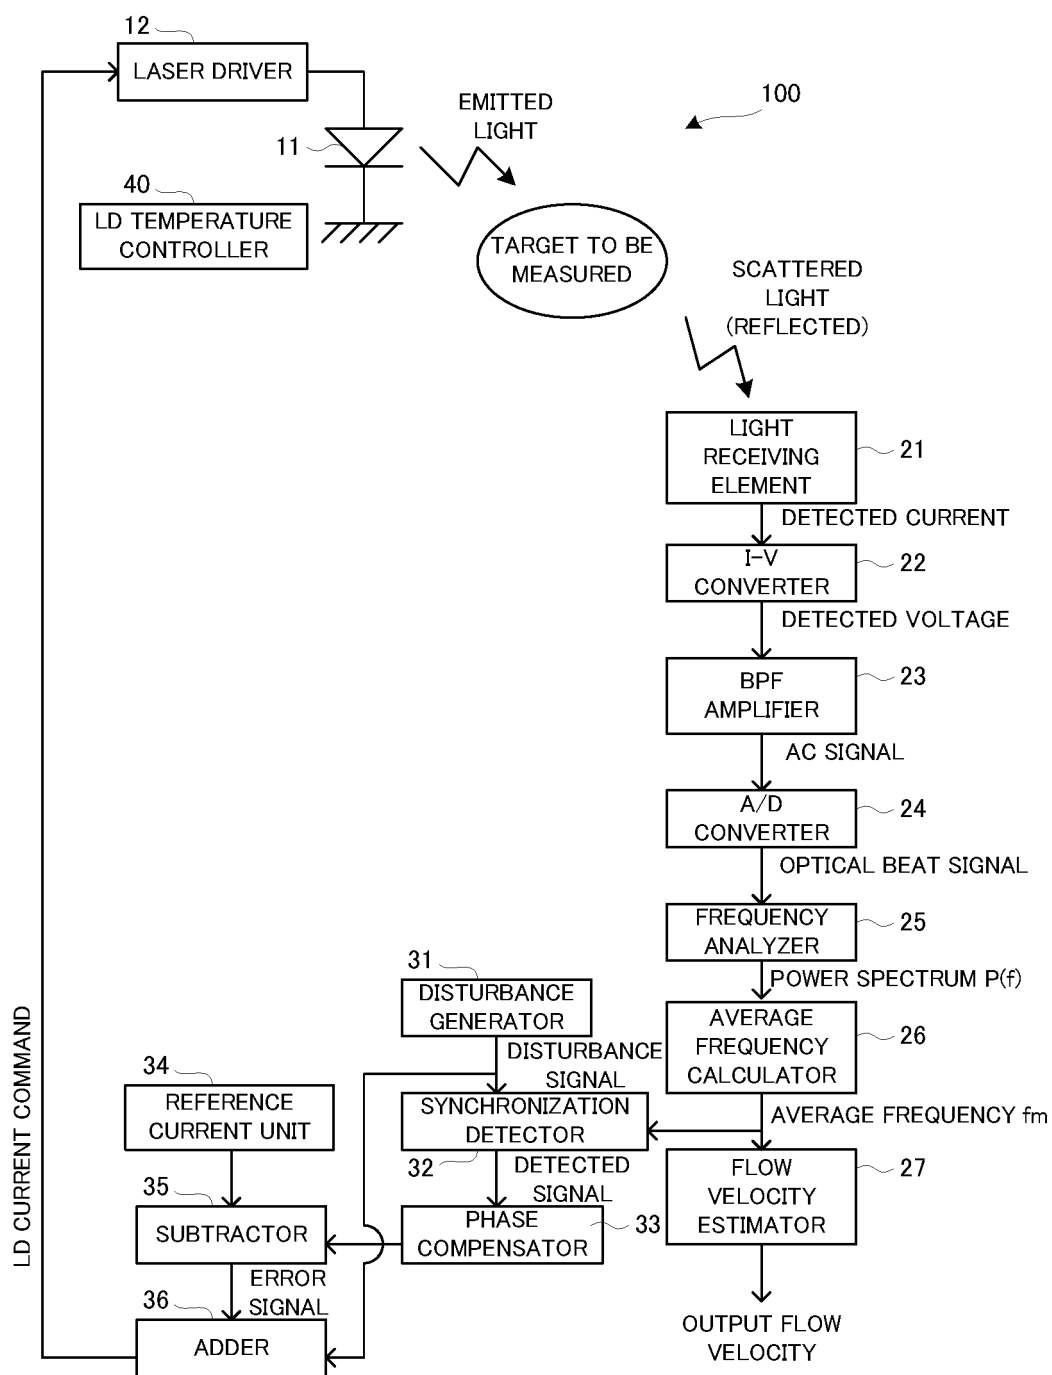 12
LASER DRIVER
EMITTED
LIGHT
100
11
40
LD TEMPERATURE
CONTROLLER
TARGET TO BE
MEASURED
SCATTERED
LIGHT
(REFLECTED)
LIGHT
RECEIVING
ELEMENT
21
DETECTED CURRENT
I-V
CONVERTER
22
DETECTED VOLTAGE
BPF
AMPLIFIER
23
AC SIGNAL
A/D
CONVERTER
24
OPTICAL BEAT SIGNAL
FREQUENCY
ANALYZER
25
POWER SPECTRUM P(f)
31
DISTURBANCE
GENERATOR
AVERAGE
FREQUENCY
CALCULATOR
26
DISTURBANCE
SIGNAL
34
REFERENCE
CURRENT UNIT
SYNCHRONIZATION
DETECTOR
32
AVERAGE FREQUENCY fm
DETECTED
SIGNAL
FLOW
VELOCITY
ESTIMATOR
27
35
SUBTRACTOR
PHASE
COMPENSATOR
33
ERROR
SIGNAL
36
ADDER
OUTPUT FLOW
VELOCITY
LD CURRENT COMMAND